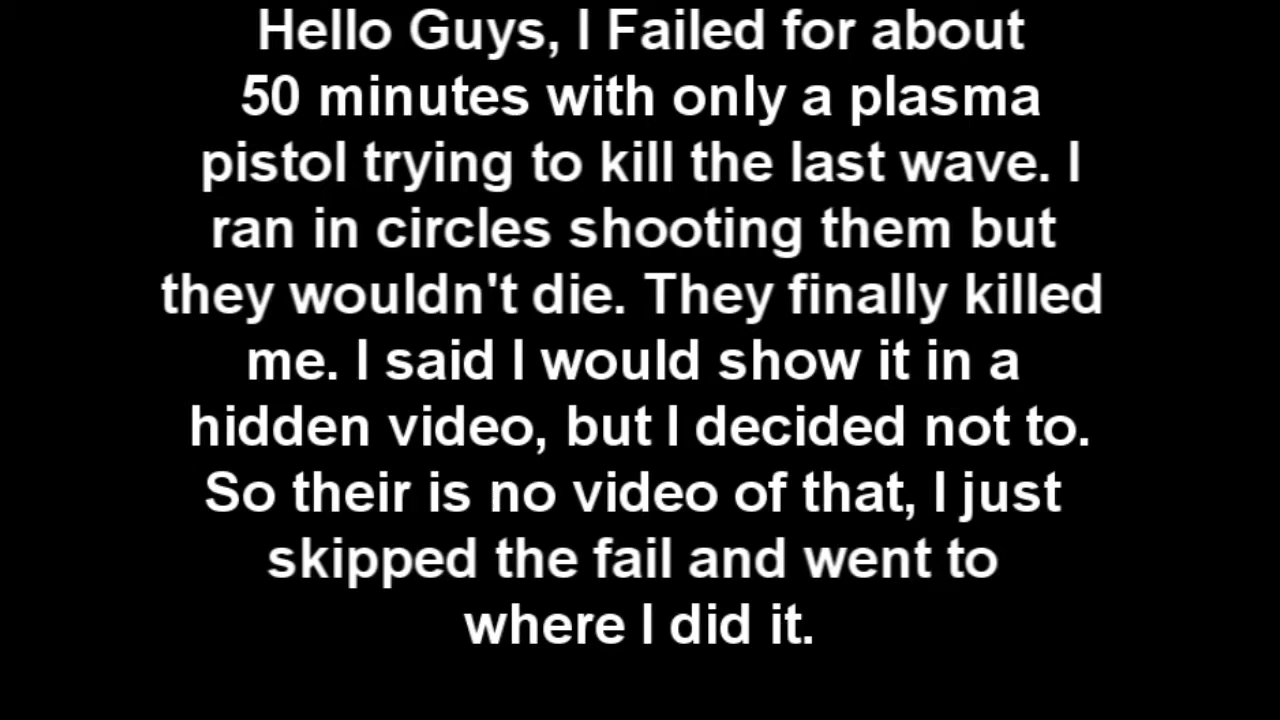 Hello Guys, I Failed for about
50 minutes with only a plasma
pistol trying to kill the last wave. I
ran in circles shooting them but
they wouldn't die. They finally killed
me. I said I would show it in a
hidden video, but I decided not to.
So their is no video of that, I just
skipped the fail and went to
where I did it.